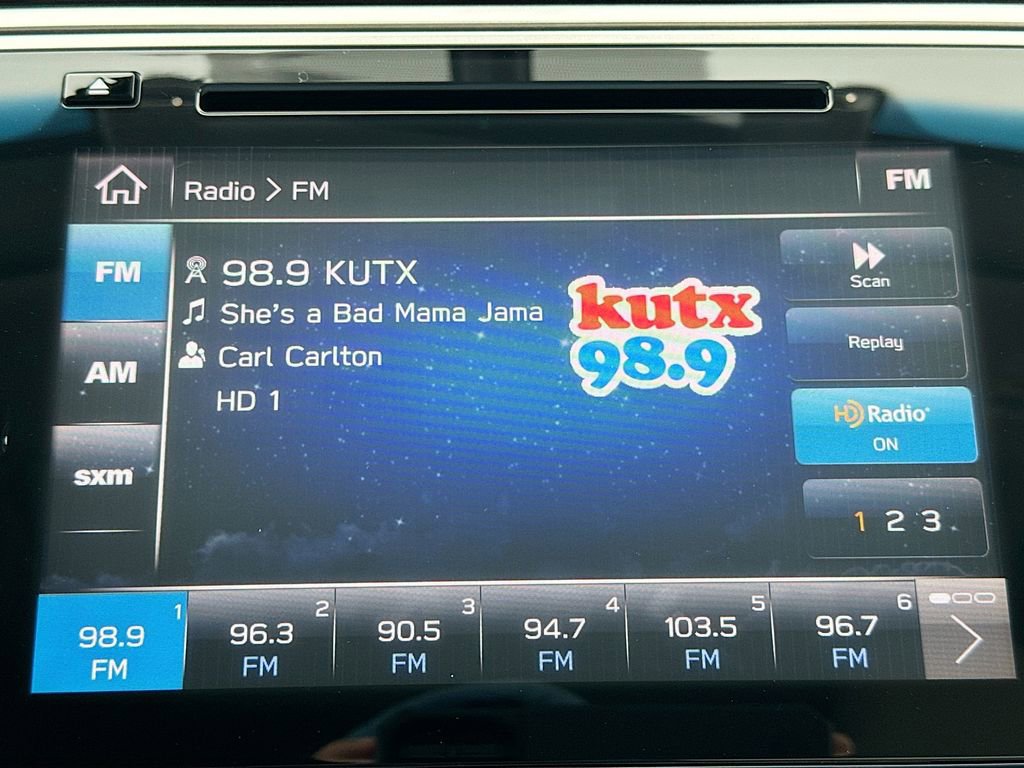 Radio > FM
FM
FM
AM
sxm
98.9 KUTX
She's a Bad Mama Jama
Carl Carlton
HD 1
kutx
98.9
Scan
Replay
HD Radio
ON
1 2 3
1
98.9
FM
2
96.3
FM
3
90.5
FM
4
94.7
FM
5
103.5
FM
6
96.7
FM